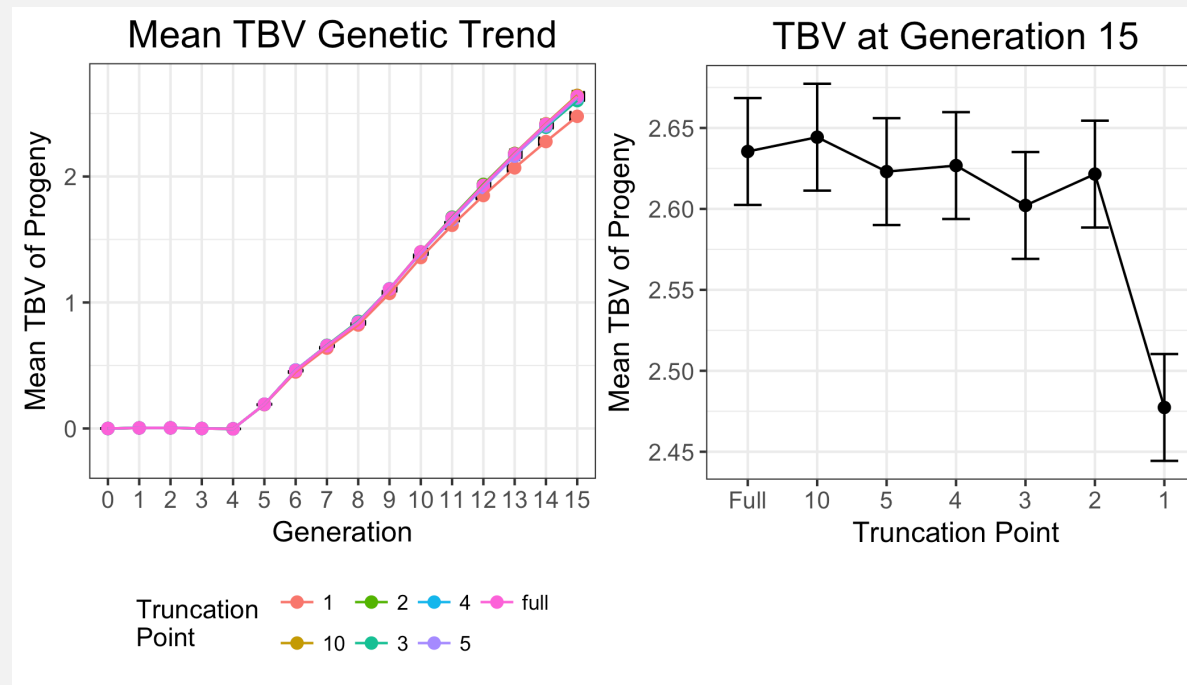 Mean TBV Genetic Trend
Mean TBV of Progeny
2
1
0
0 1 2 3 4 5 6 7 8 9 10 11 12 13 14 15
Generation
Truncation
Point
1 2 4 full
10 3 5
TBV at Generation 15
Mean TBV of Progeny
2.65
2.60
2.55
2.50
2.45
Full 10 5 4 3 2 1
Truncation Point